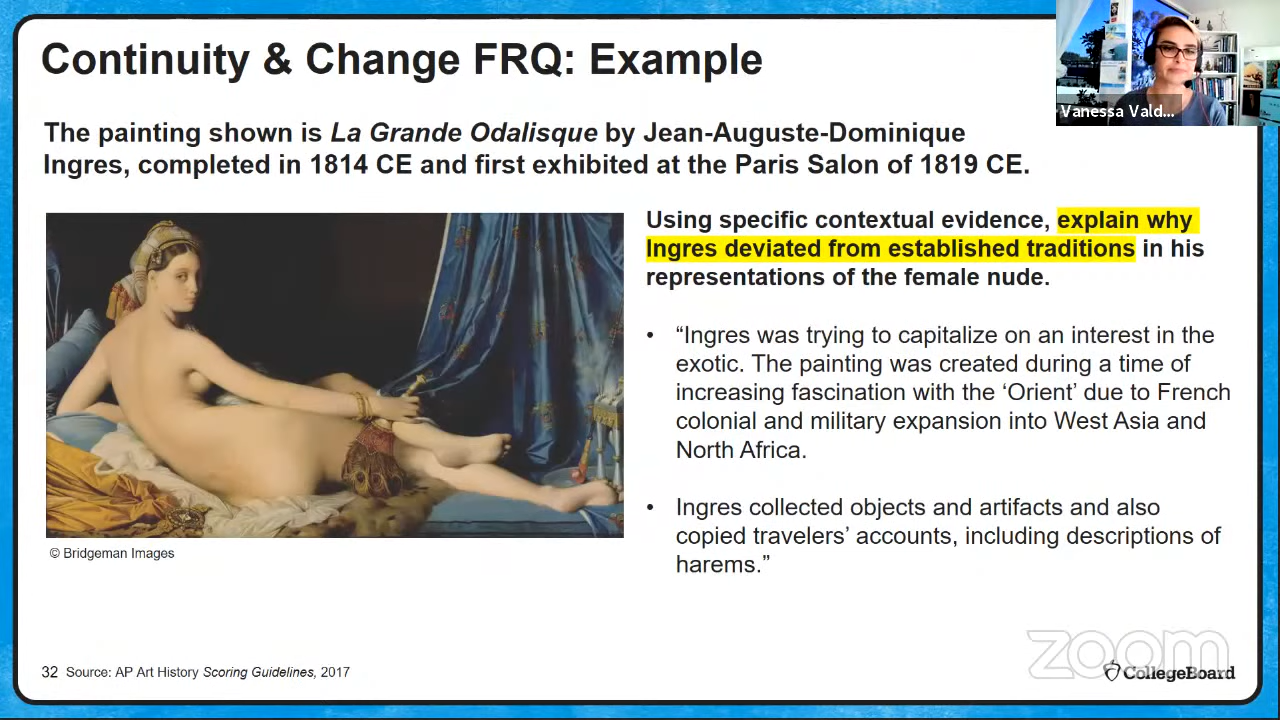 Continuity & Change FRQ: Example
Vanessa Vald...
The painting shown is La Grande Odalisque by Jean-Auguste-Dominique
Ingres, completed in 1814 CE and first exhibited at the Paris Salon of 1819 CE.
Using specific contextual evidence, explain why
Ingres deviated from established traditions in his
representations of the female nude.
• “Ingres was trying to capitalize on an interest in the
exotic. The painting was created during a time of
increasing fascination with the ‘Orient’ due to French
colonial and military expansion into West Asia and
North Africa.
• Ingres collected objects and artifacts and also
copied travelers’ accounts, including descriptions of
harems.”
© Bridgeman Images
32 Source: AP Art History Scoring Guidelines, 2017
zoom
CollegeBoard